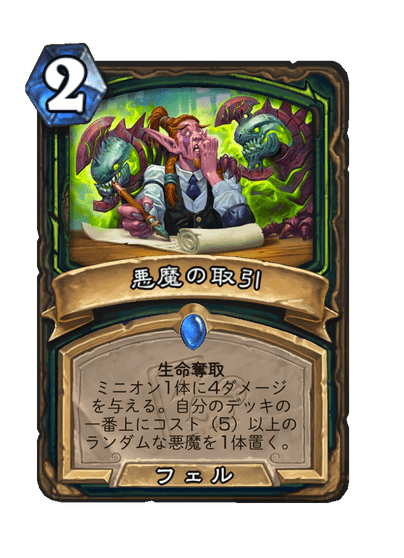 2
悪魔の取引
生命奪取
ミニオン1体に4ダメージ
を与える。自分のデッキの
一番上にコスト（5）以上の
ランダムな悪魔を1体置く。
フェル